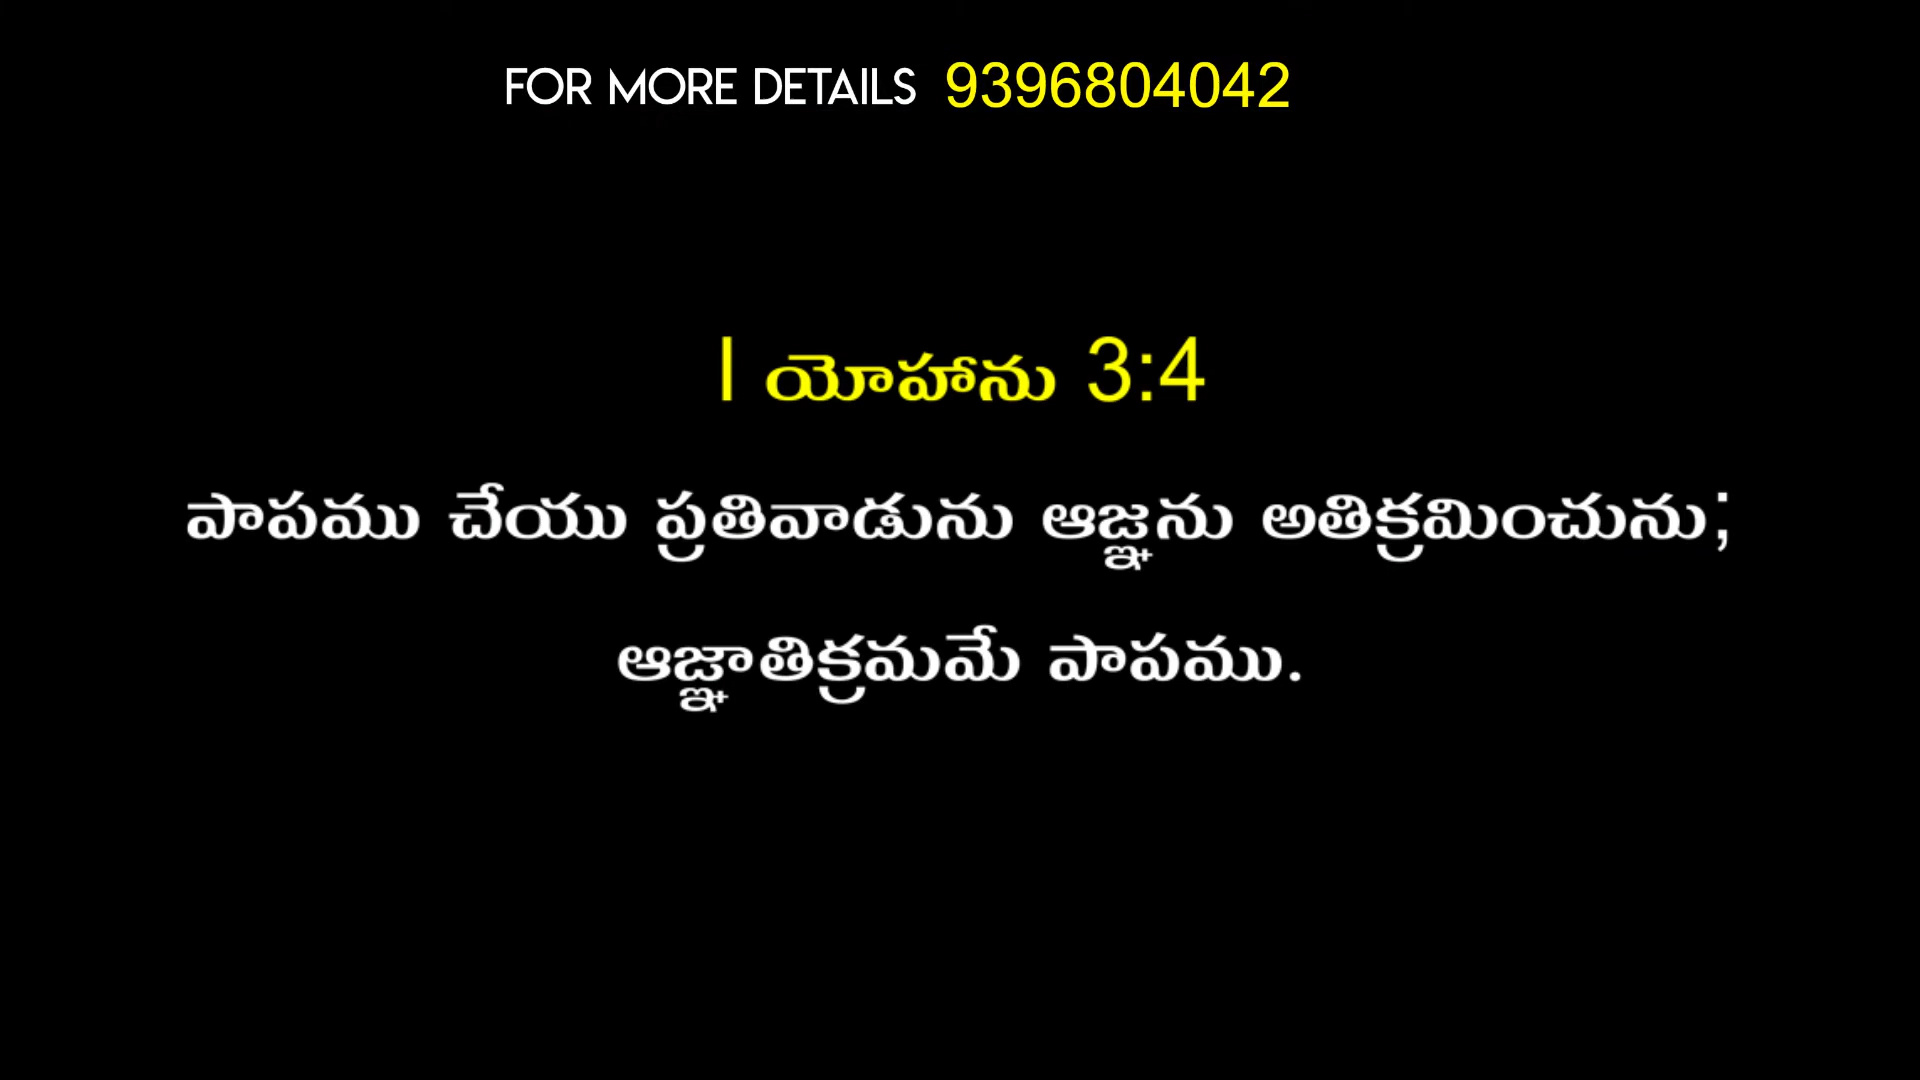 FOR MORE DETAILS 9396804042
I యోహాను 3:4
పాపము చేయు ప్రతివాడును ఆజ్ఞను అతిక్రమించును;
ఆజ్ఞాతిక్రమమే పాపము.